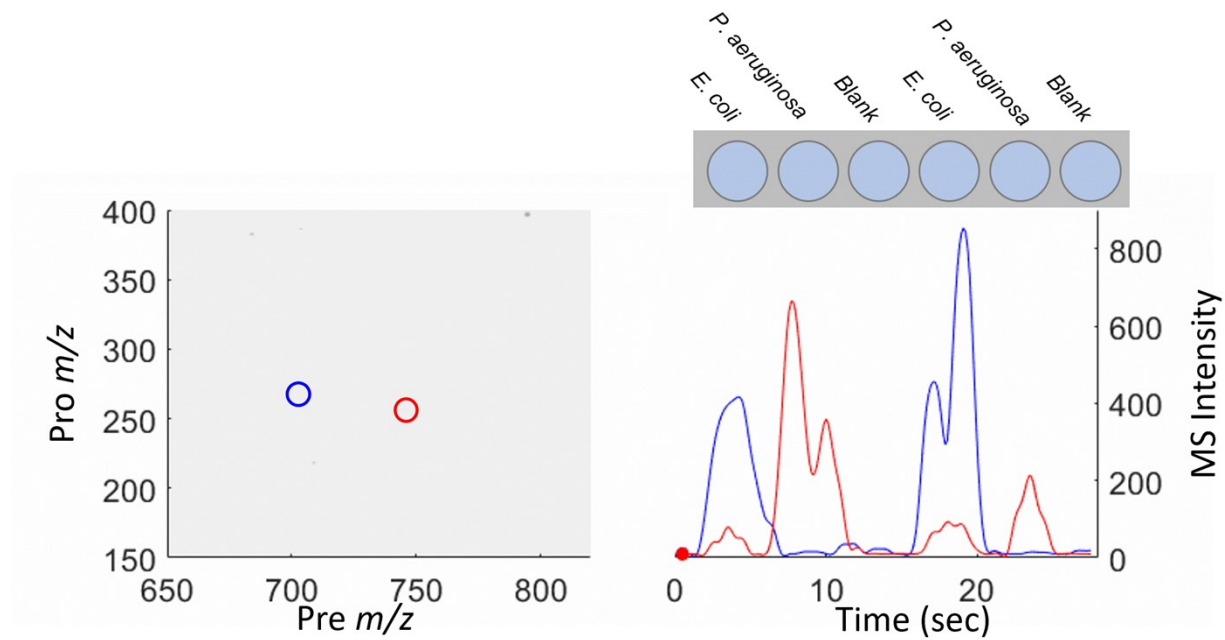 E. coli
P. aeruginosa
Blank
E. coli
P. aeruginosa
Blank
400
350
300
250
200
150
Pro m/z
650
700
750
800
Pre m/z
800
600
400
200
0
MS Intensity
0
10
20
Time (sec)